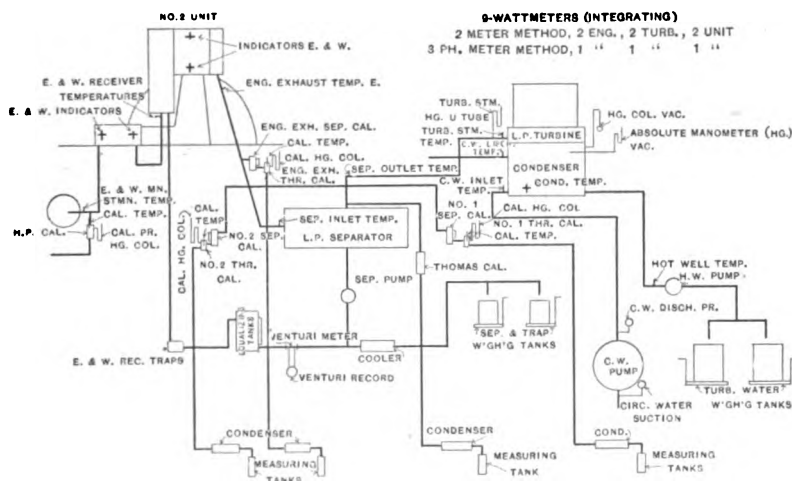 NO. 2 UNIT
9-WATTMETERS (INTEGRATING)
2 METER METHOD, 2 ENG., 2 TURB., 2 UNIT
3 PH. METER METHOD, 1 " 1 " 1 "
INDICATORS E. & W.
E. & W. RECEIVER
TEMPERATURES
E. & W. INDICATORS
ENG. EXHAUST TEMP. E.
ENG. EXH. SEP. CAL.
CAL. TEMP.
CAL. HG. COL.
ENG. EXH.
THR. CAL.
SEP. OUTLET TEMP.
TURB. STM.
HG. U TUBE
TURB. STM.
TEMP.
C.W.
TEMP.
L.P. TURBINE
HG. COL. VAC.
ABSOLUTE MANOMETER (HG.)
VAC.
CONDENSER
COND. TEMP.
C.W. INLET
TEMP.
CAL. HG. COL
NO. 1
SEP. CAL.
NO. 1 THR. CAL.
CAL. TEMP.
E. & W. MN.
STMN. TEMP.
CAL. TEMP.
H.P. CAL.
CAL. PR.
HG. COL.
CAL. HG. COL.
CAL.
TEMP
NO. 2 SEP.
CAL.
NO. 2 THR.
CAL.
SEP. INLET TEMP.
L.P. SEPARATOR
SEP. PUMP
THOMAS CAL.
HOT WELL TEMP.
H.W. PUMP
C.W. DISCH. PR.
C.W.
PUMP
CIRC. WATER
SUCTION
TURB. WATER
W'GH'G TANKS
SEP. & TRAP
W'GH'G TANKS
E. & W. REC. TRAPS
TANKS
VENTURI METER
COOLER
VENTURI RECORD
CONDENSER
MEASURING
TANKS
CONDENSER
MEASURING
TANK
COND.
MEASURING
TANK